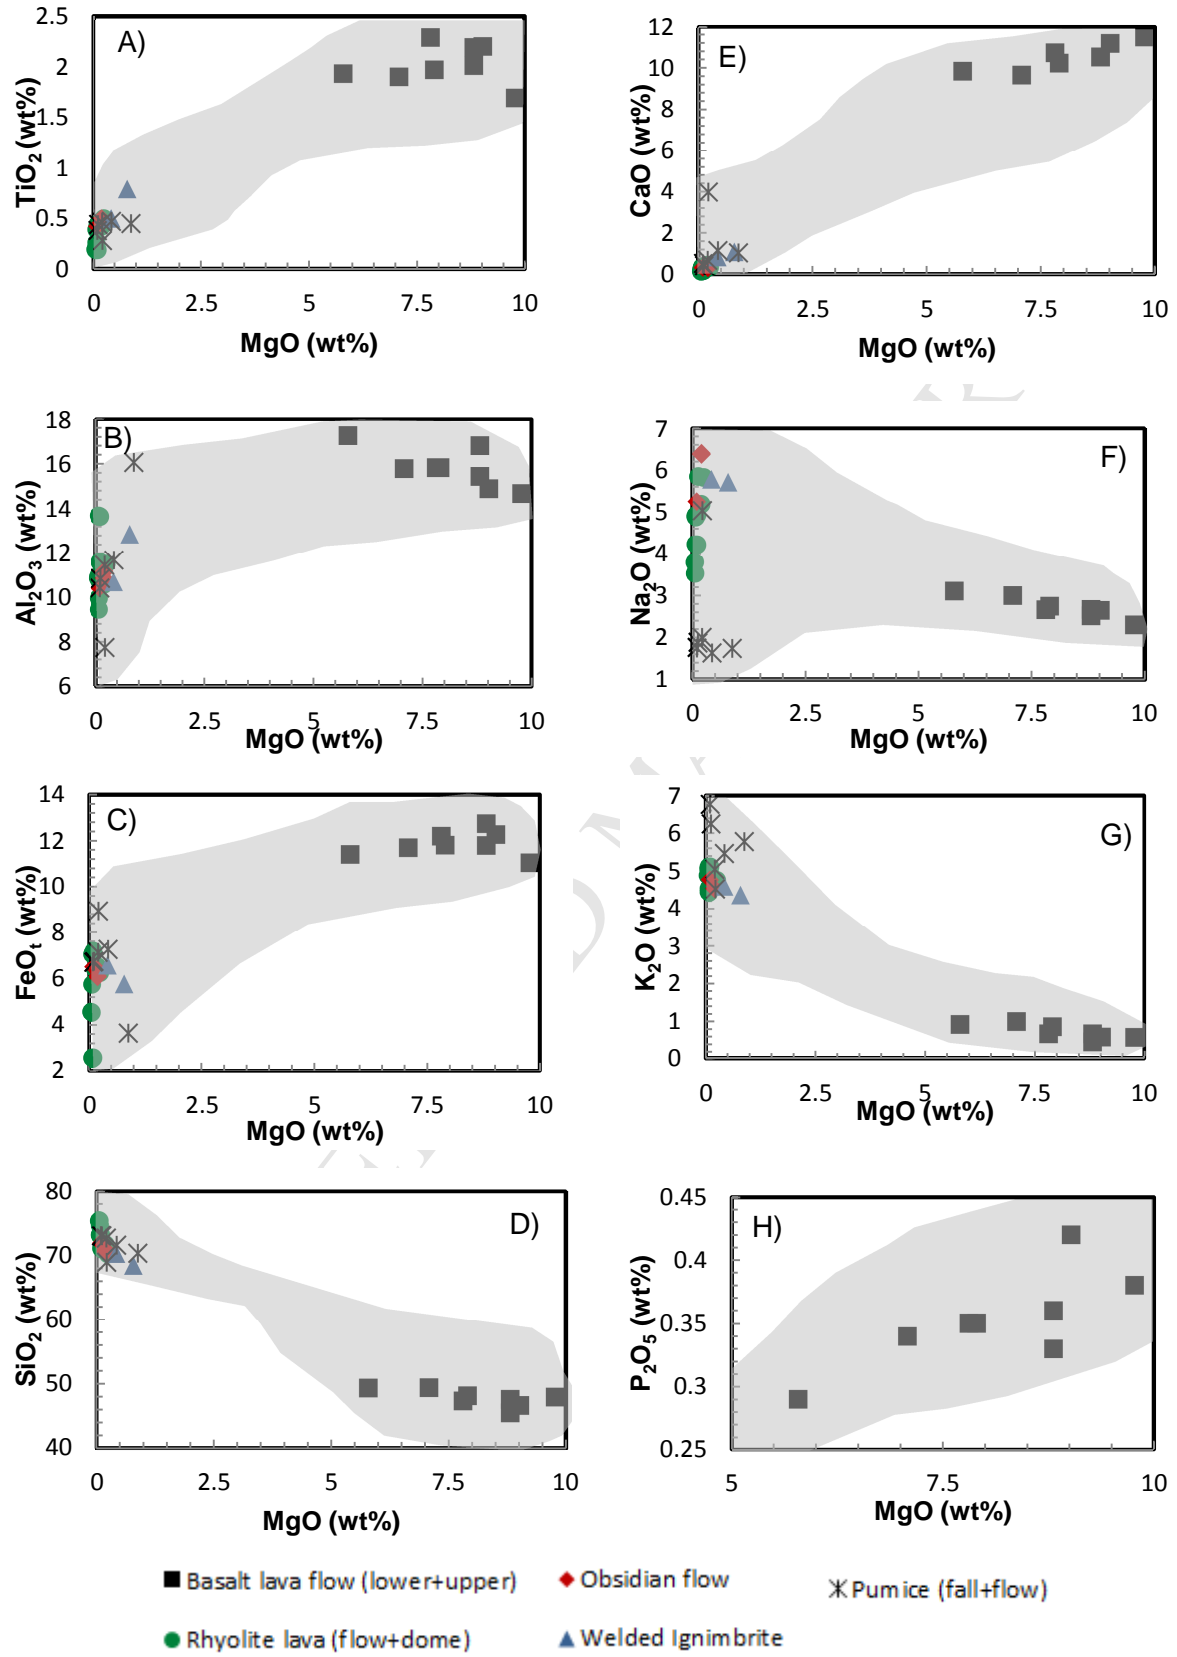 A)
2.5
2
1.5
1
0.5
0
TiO2 (wt%)
0 2.5 5 7.5 10
MgO (wt%)
E)
12
10
8
6
4
2
0
CaO (wt%)
0 2.5 5 7.5 10
MgO (wt%)
B)
18
16
14
12
10
8
6
Al2O3 (wt%)
0 2.5 5 7.5 10
MgO (wt%)
F)
7
6
5
4
3
2
1
Na2O (wt%)
0 2.5 5 7.5 10
MgO (wt%)
C)
14
12
10
8
6
4
2
FeOt (wt%)
0 2.5 5 7.5 10
MgO (wt%)
G)
7
6
5
4
3
2
1
0
K2O (wt%)
0 2.5 5 7.5 10
MgO (wt%)
D)
80
70
60
50
40
SiO2 (wt%)
0 2.5 5 7.5 10
MgO (wt%)
H)
0.45
0.4
0.35
0.3
0.25
P2O5 (wt%)
5 7.5 10
MgO (wt%)
Basalt lava flow (lower+upper)
Obsidian flow
Pumice (fall+flow)
Rhyolite lava (flow+dome)
Welded Ignimbrite